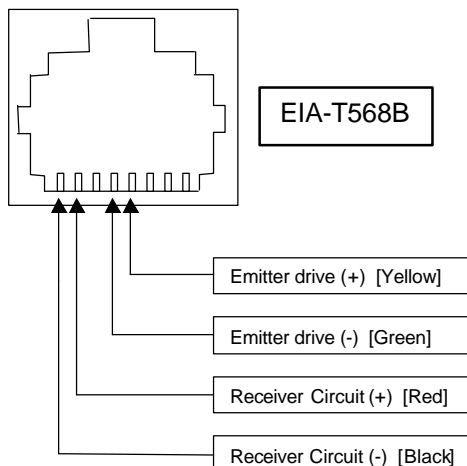 EIA-T568B
Emitter drive (+) [Yellow]
Emitter drive (-) [Green]
Receiver Circuit (+) [Red]
Receiver Circuit (-) [Black]